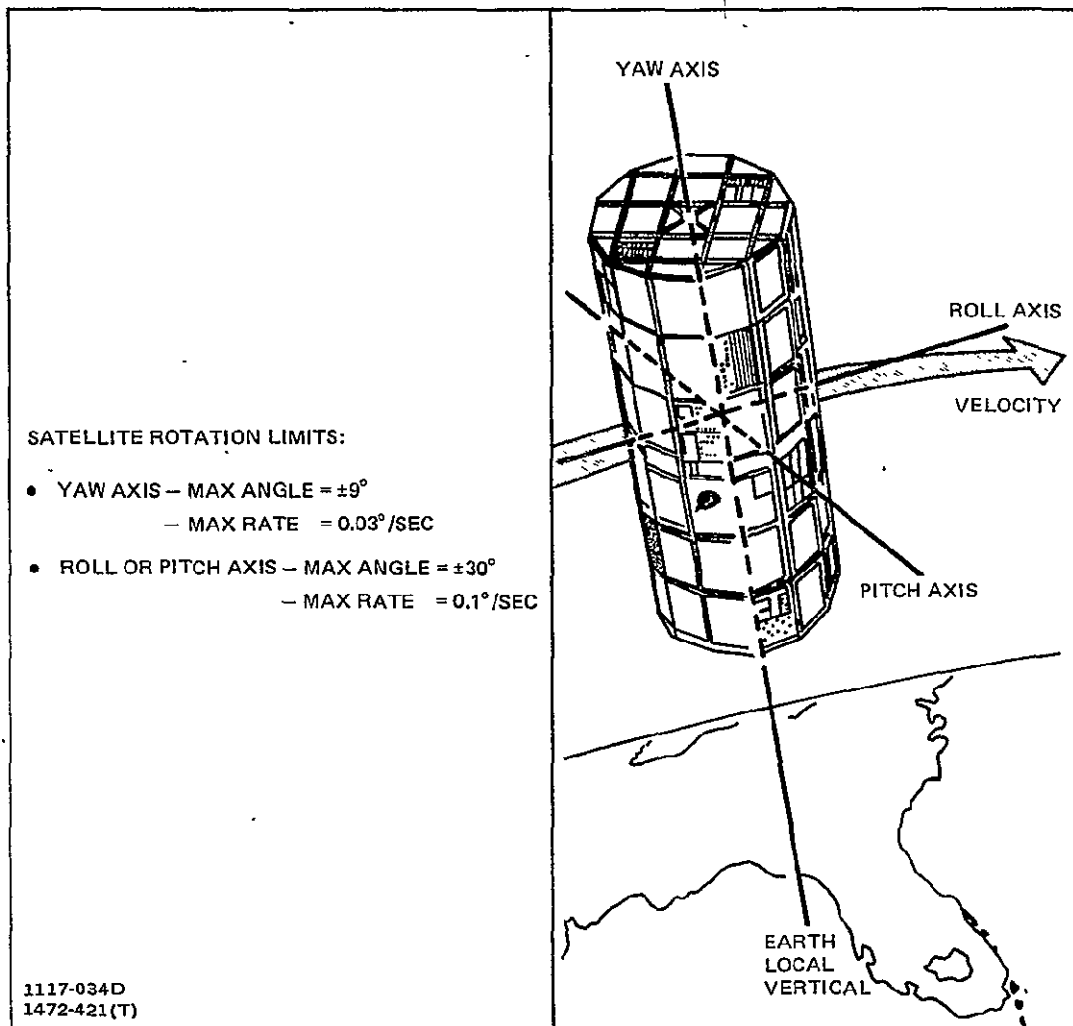 SATELLITE ROTATION LIMITS:
• YAW AXIS – MAX ANGLE = ±9°
– MAX RATE = 0.03°/SEC
• ROLL OR PITCH AXIS – MAX ANGLE = ±30°
– MAX RATE = 0.1°/SEC
1117-034D
1472-421(T)
YAW AXIS
ROLL AXIS
VELOCITY
PITCH AXIS
EARTH
LOCAL
VERTICAL